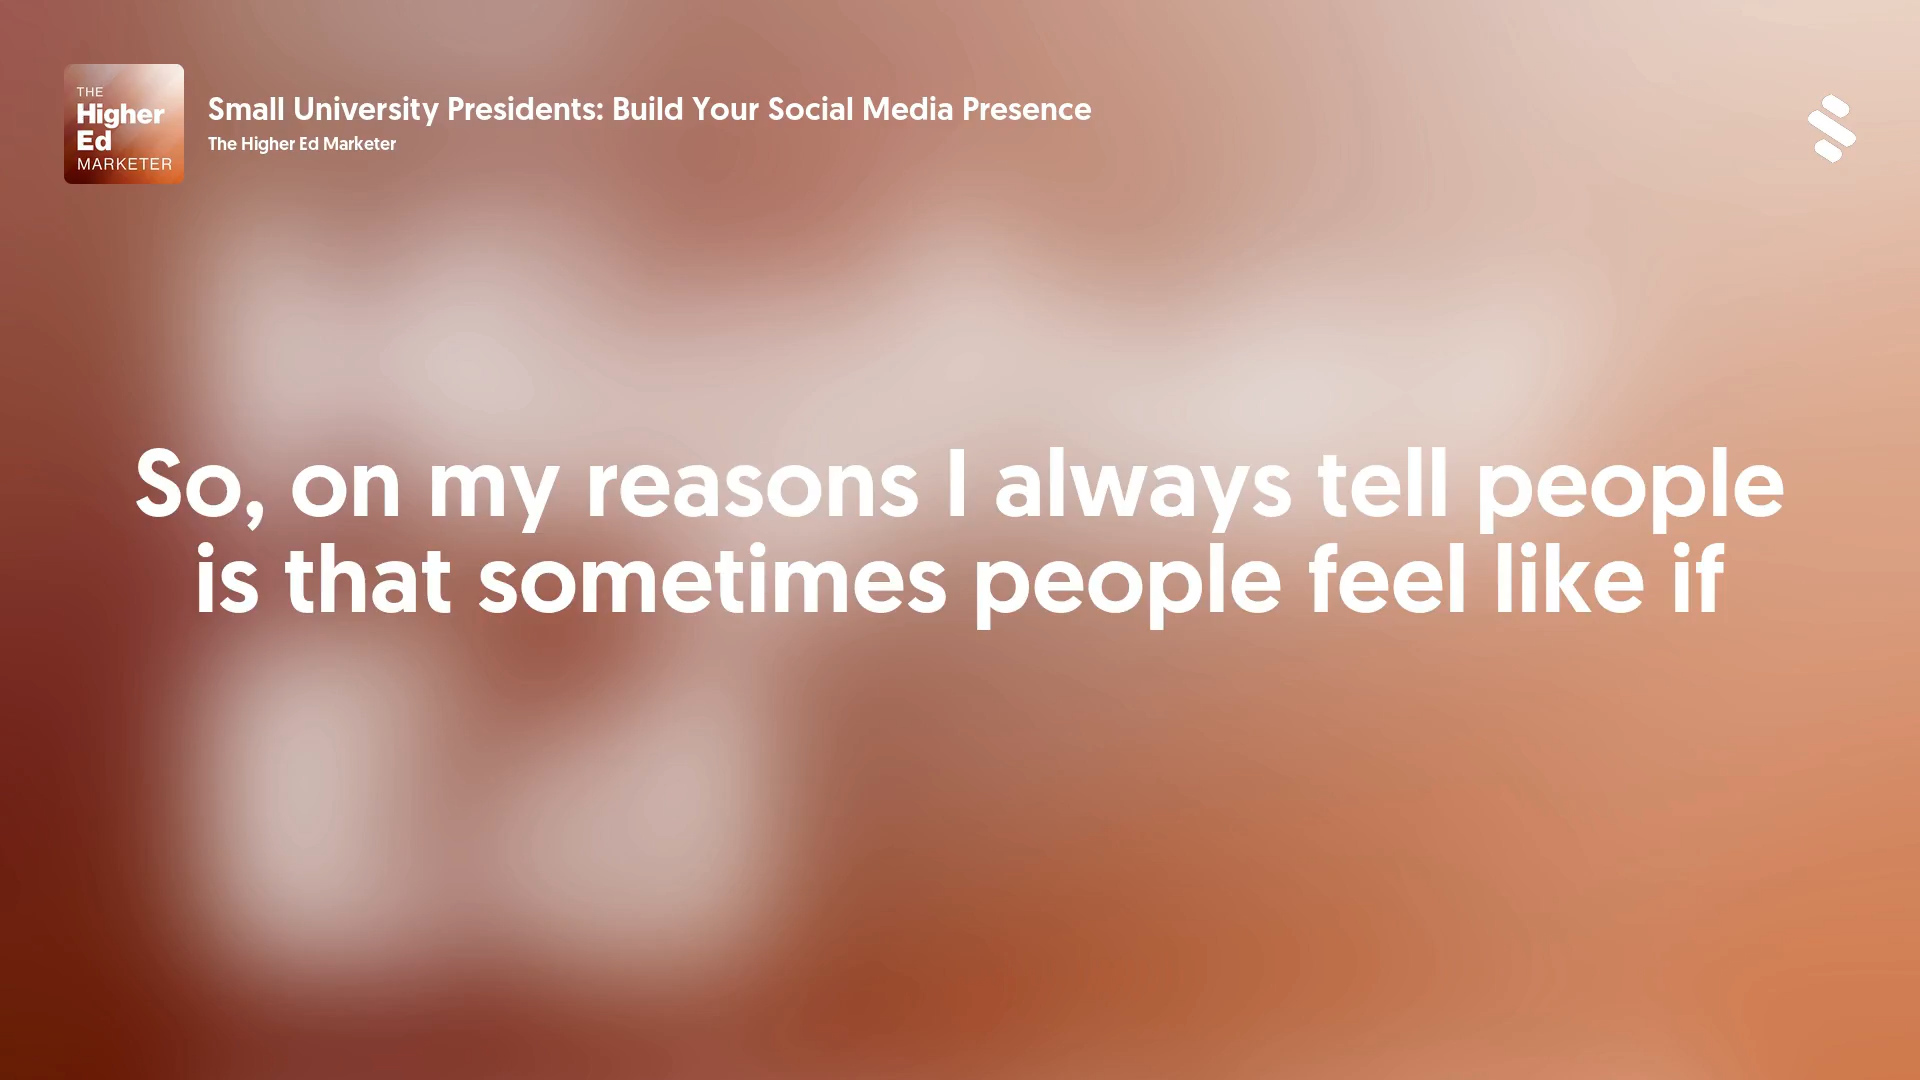 THE
Higher
Ed
MARKETER
Small University Presidents: Build Your Social Media Presence
The Higher Ed Marketer
So, on my reasons I always tell people
is that sometimes people feel like if